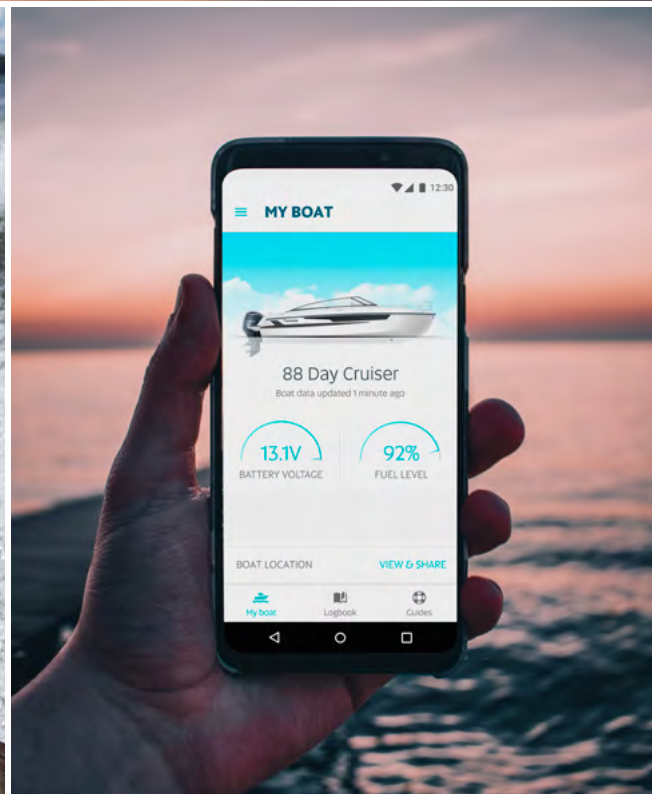 12:30
MY BOAT
88 Day Cruiser
Boat data updated 1 minute ago
13.1V
BATTERY VOLTAGE
92%
FUEL LEVEL
BOAT LOCATION
VIEW & SHARE
My boat
Logbook
Guides